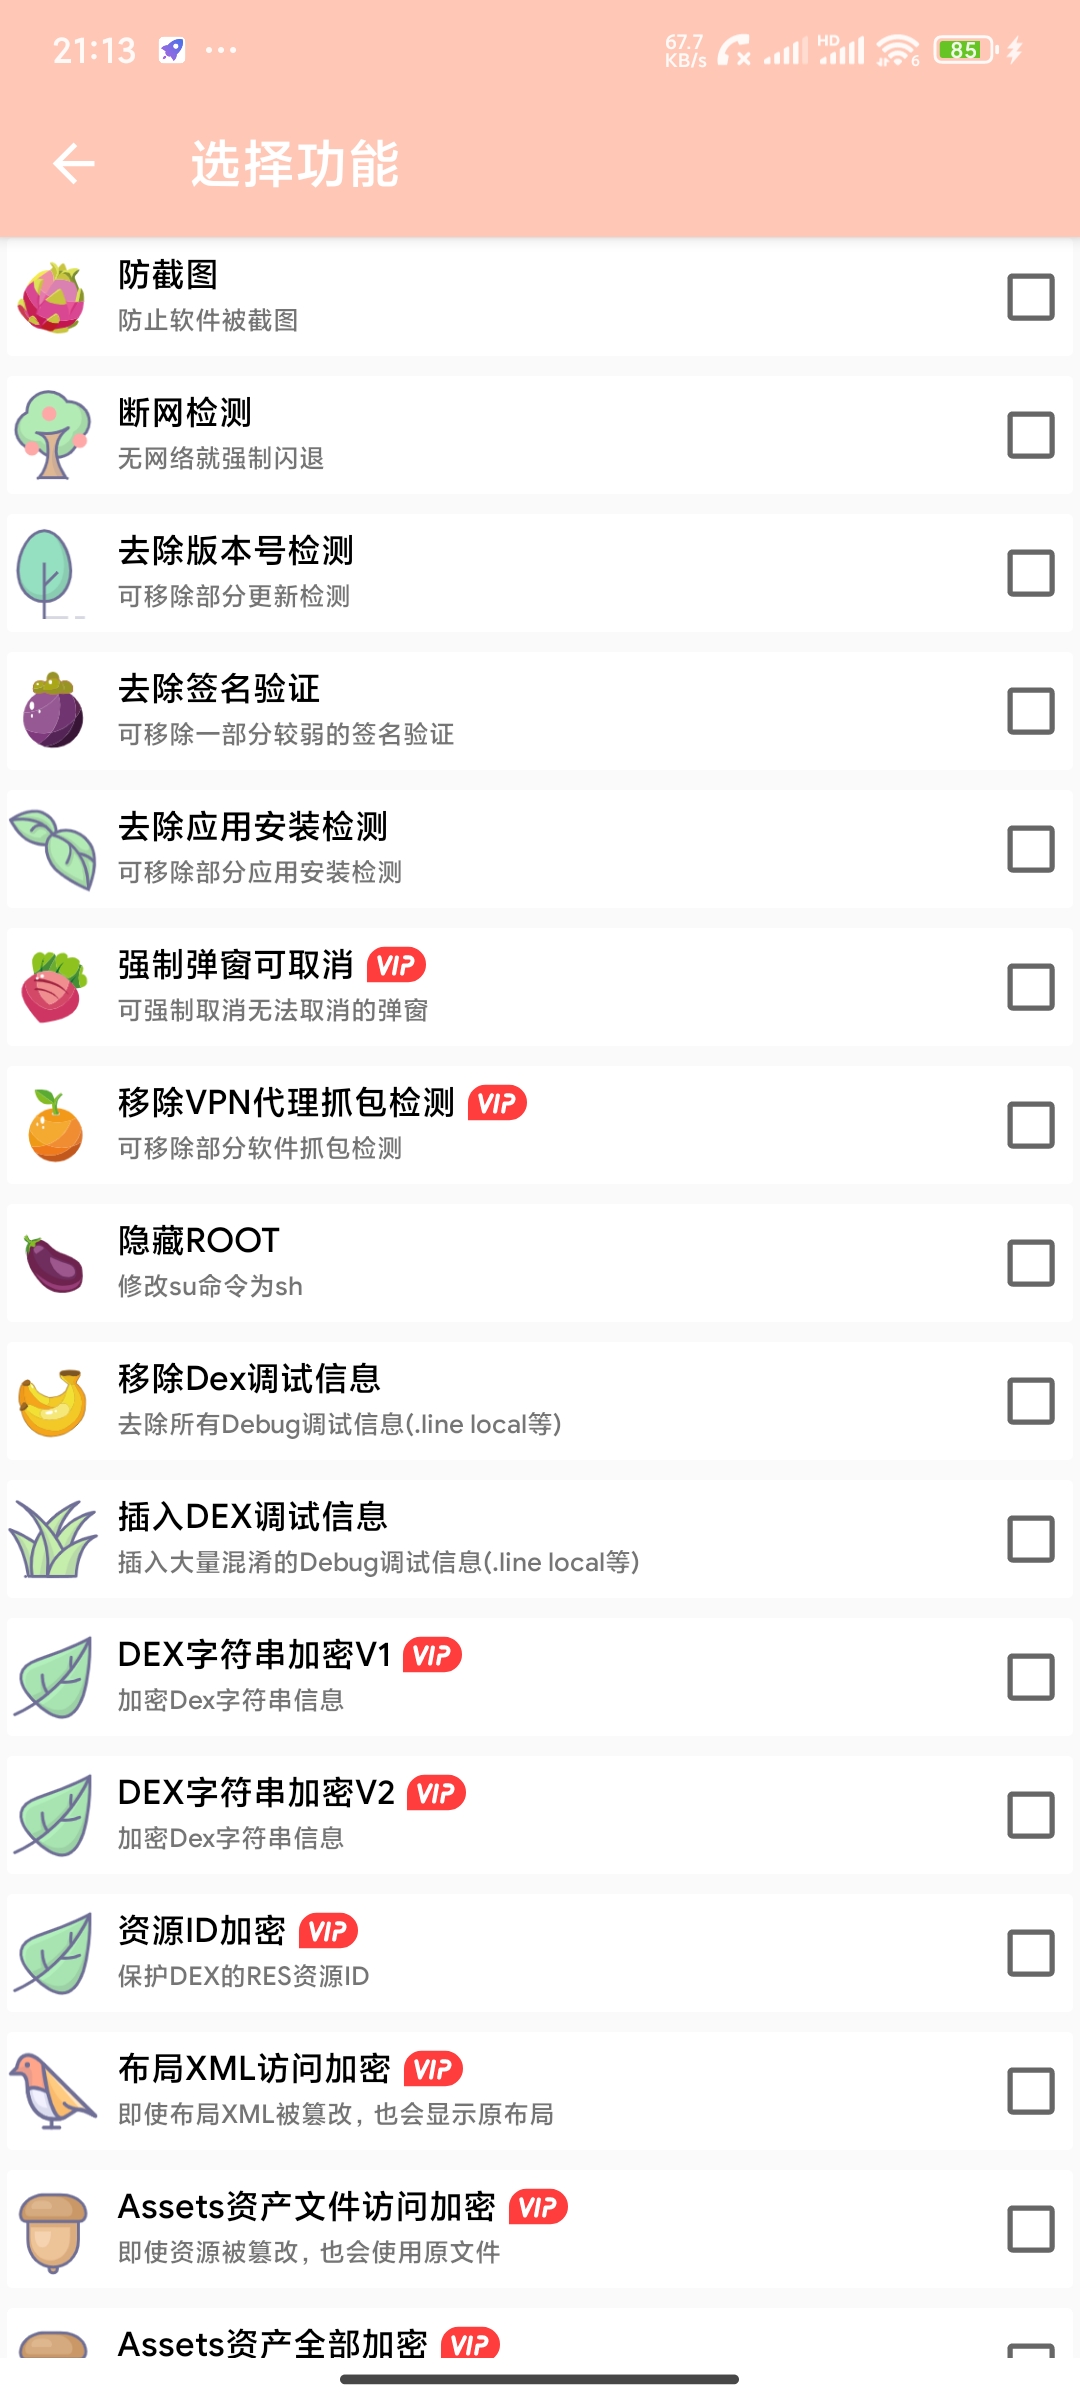 21:13
67.7
KB/s
HD
6
85
选择功能
防截图
防止软件被截图
断网检测
无网络就强制闪退
去除版本号检测
可移除部分更新检测
去除签名验证
可移除一部分较弱的签名验证
去除应用安装检测
可移除部分应用安装检测
强制弹窗可取消 VIP
可强制取消无法取消的弹窗
移除VPN代理抓包检测 VIP
可移除部分软件抓包检测
隐藏ROOT
修改su命令为sh
移除Dex调试信息
去除所有Debug调试信息(.line local等)
插入DEX调试信息
插入大量混淆的Debug调试信息(.line local等)
DEX字符串加密V1 VIP
加密Dex字符串信息
DEX字符串加密V2 VIP
加密Dex字符串信息
资源ID加密 VIP
保护DEX的RES资源ID
布局XML访问加密 VIP
即使布局XML被篡改，也会显示原布局
Assets资产文件访问加密 VIP
即使资源被篡改，也会使用原文件
Assets资产全部加密 VIP